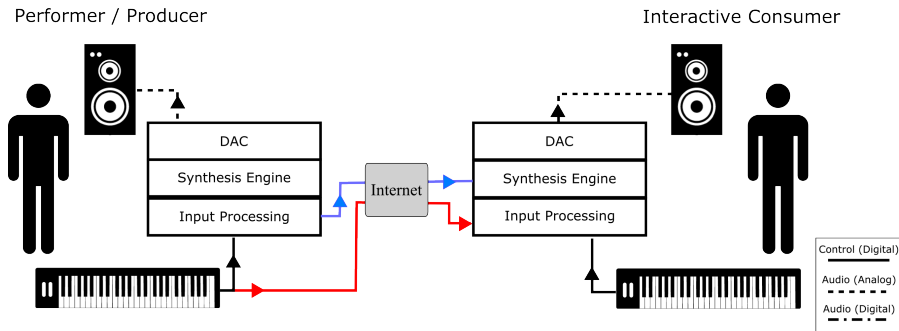 Performer / Producer
Interactive Consumer
DAC
Synthesis Engine
Input Processing
Internet
DAC
Synthesis Engine
Input Processing
Control (Digital)
Audio (Analog)
Audio (Digital)